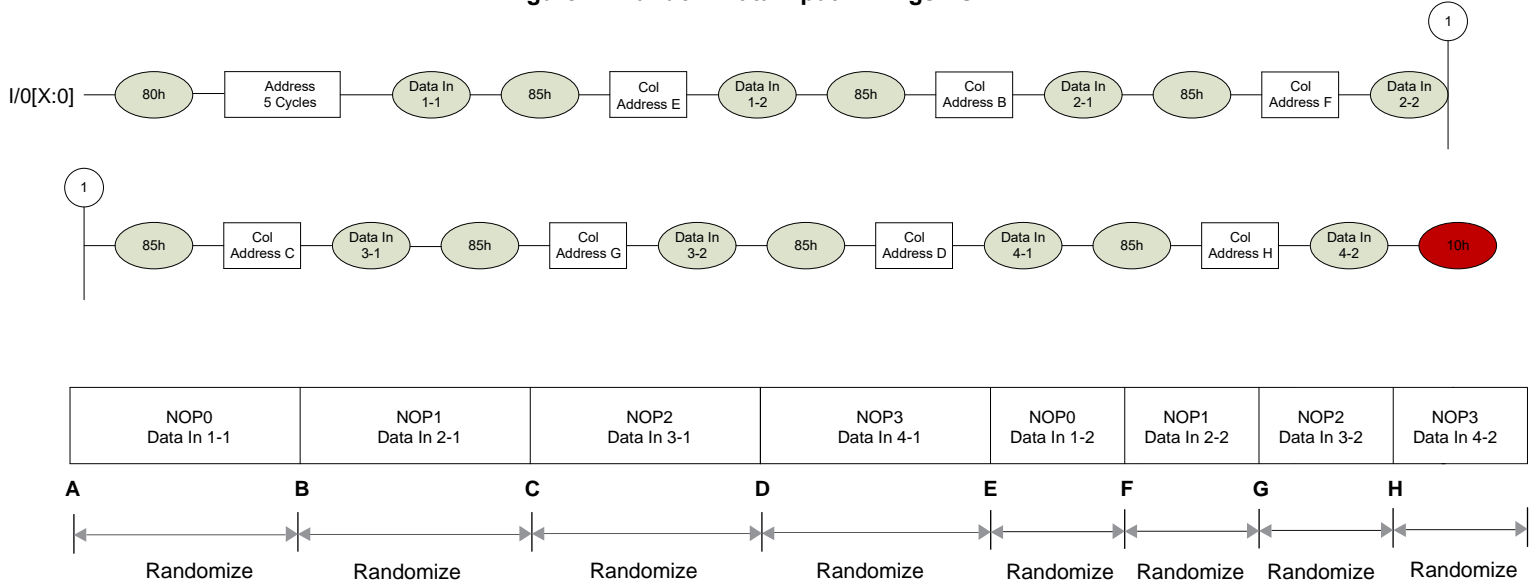 1
I/0[X:0]
80h
Address
5 Cycles
Data In
1-1
85h
Col
Address E
Data In
1-2
85h
Col
Address B
Data In
2-1
85h
Col
Address F
Data In
2-2
1
85h
Col
Address C
Data In
3-1
85h
Col
Address G
Data In
3-2
85h
Col
Address D
Data In
4-1
85h
Col
Address H
Data In
4-2
10h
NOP0
Data In 1-1
NOP1
Data In 2-1
NOP2
Data In 3-1
NOP3
Data In 4-1
NOP0
Data In 1-2
NOP1
Data In 2-2
NOP2
Data In 3-2
NOP3
Data In 4-2
A B C D E F G H
Randomize Randomize Randomize Randomize Randomize Randomize Randomize Randomize